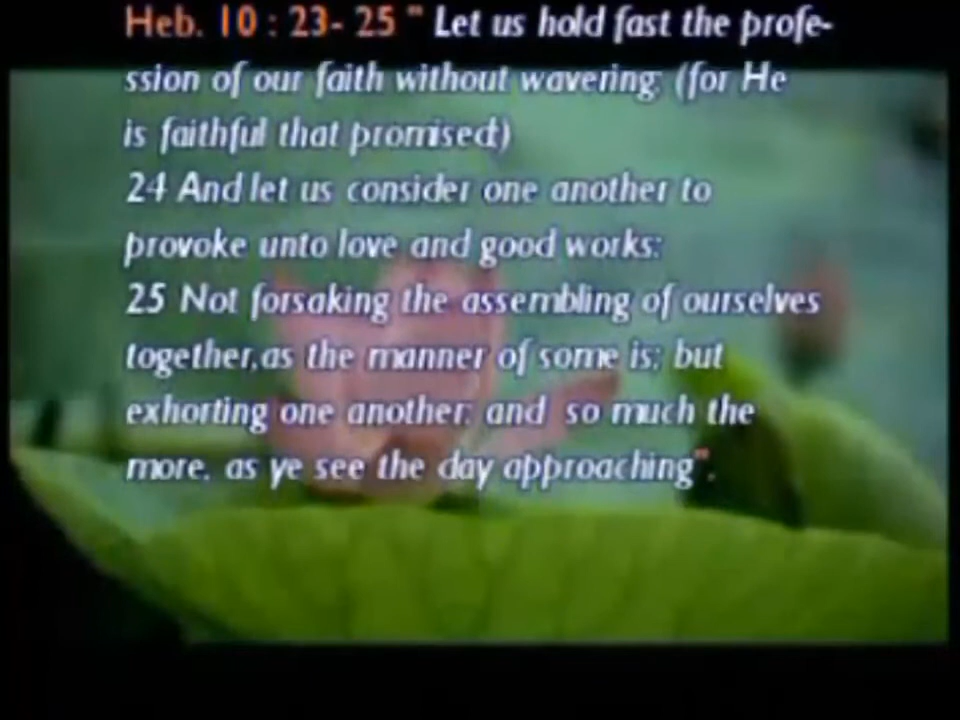 Heb. 10 : 23- 25 " Let us hold fast the profe-
ssion of our faith without wavering; (for He
is faithful that promised;)
24 And let us consider one another to
provoke unto love and good works:
25 Not forsaking the assembling of ourselves
together,as the manner of some is; but
exhorting one another: and so much the
more, as ye see the day approaching".